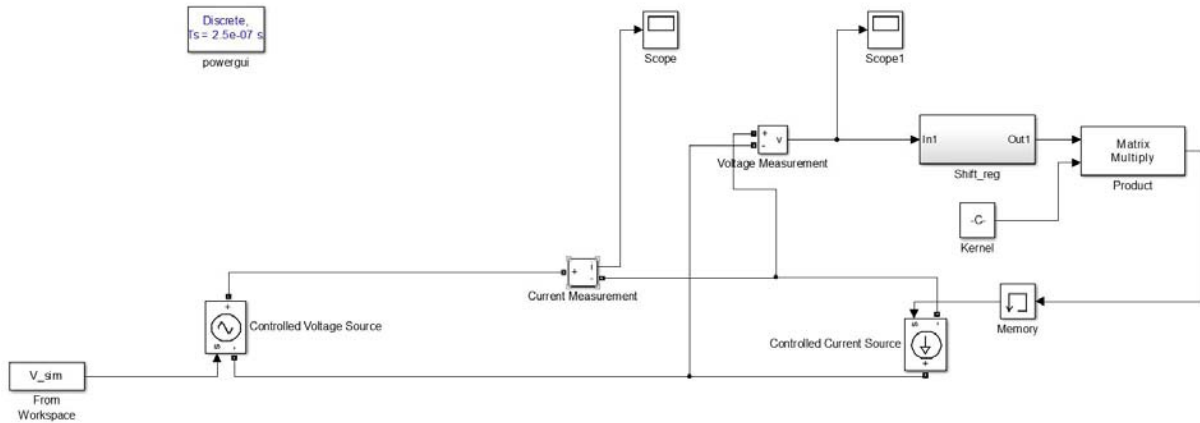 Discrete,
Ts = 2.5e-07 s.
powergui
Scope
Scope1
+
-
v
Voltage Measurement
In1
Out1
Shift_reg
Matrix
Multiply
Product
-C-
Kernel
+
i
-
Current Measurement
+
s
-
Controlled Voltage Source
V_sim
From
Workspace
s
-
+
Controlled Current Source
Memory